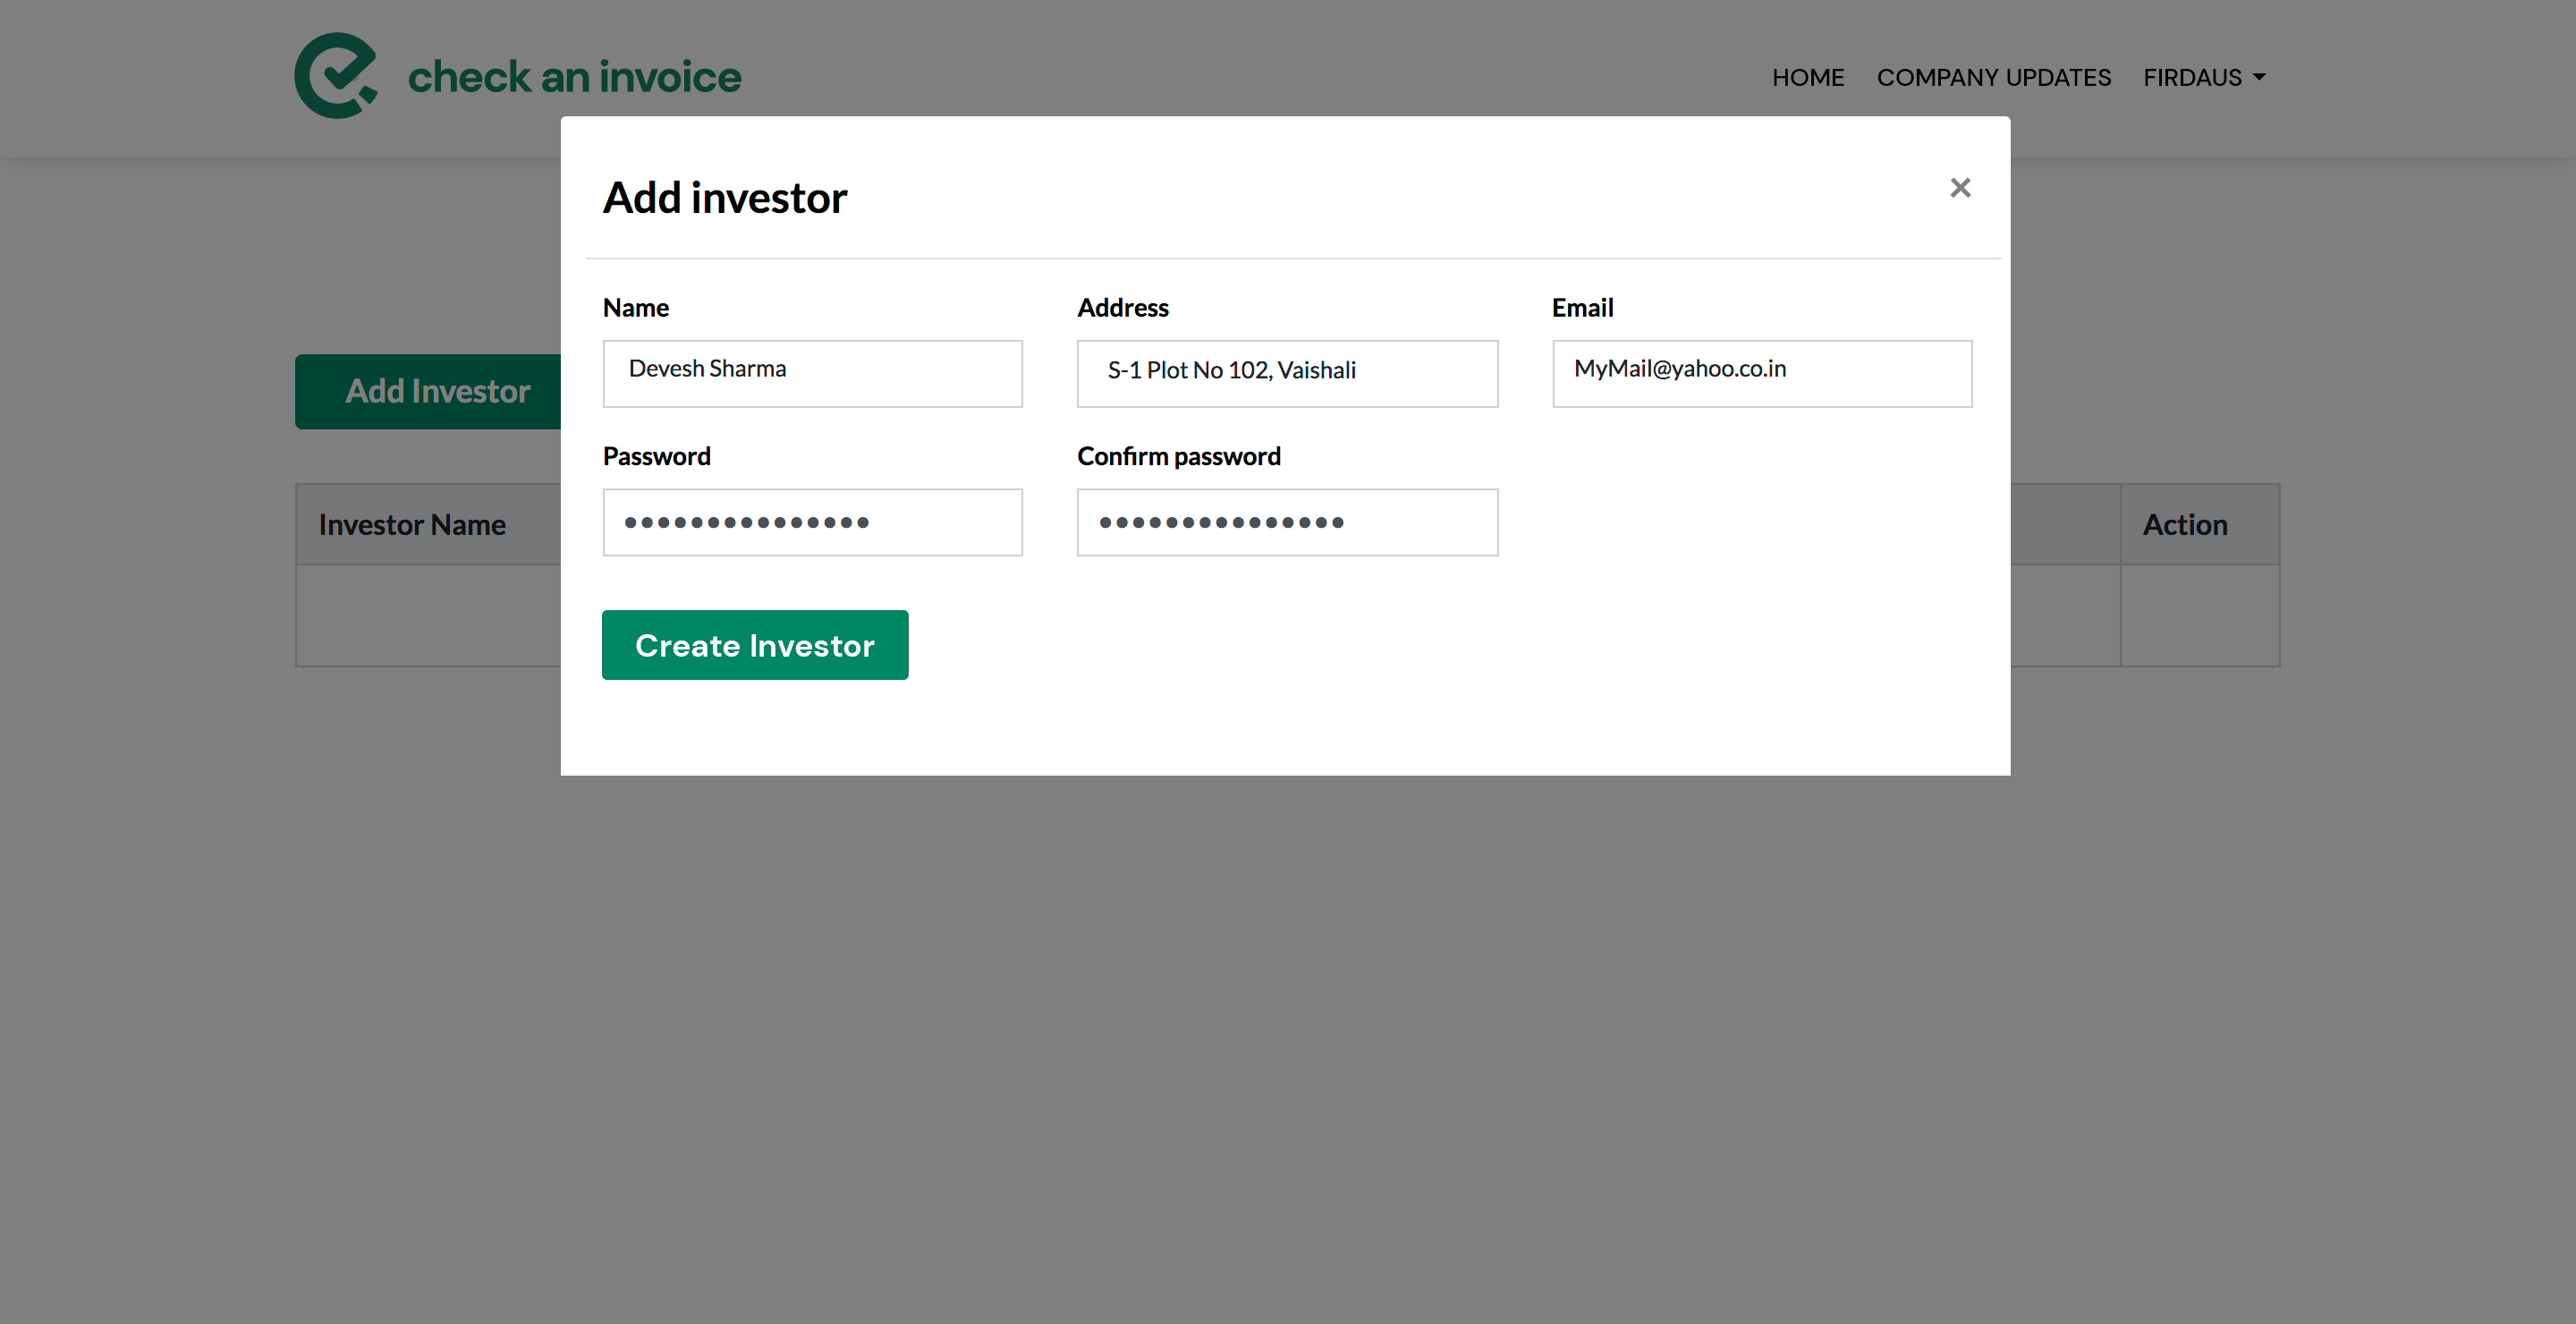 check an invoice
HOME COMPANY UPDATES FIRDAUS
Add investor
×
Name Address Email
Devesh Sharma S-1 Plot No 102, Vaishali MyMail@yahoo.co.in
Add Investor
Password Confirm password
••••••••••••••• •••••••••••••••
Investor Name Action
Create Investor